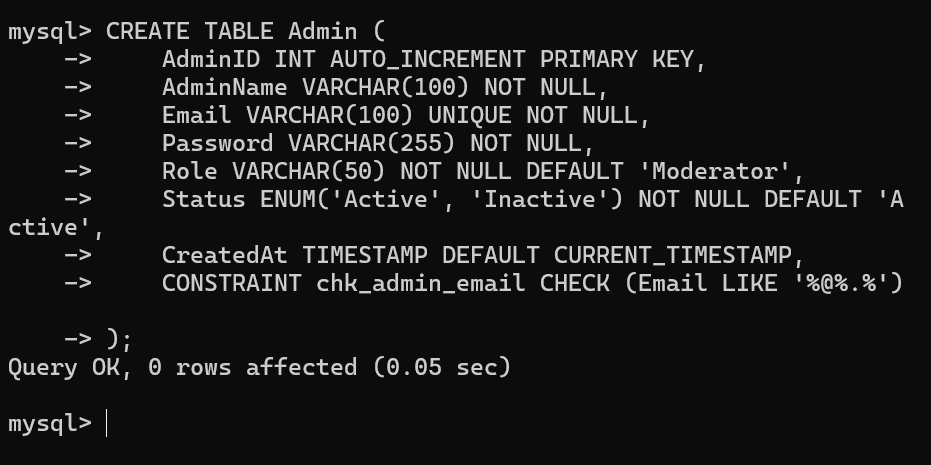 mysql> CREATE TABLE Admin (
    ->     AdminID INT AUTO_INCREMENT PRIMARY KEY,
    ->     AdminName VARCHAR(100) NOT NULL,
    ->     Email VARCHAR(100) UNIQUE NOT NULL,
    ->     Password VARCHAR(255) NOT NULL,
    ->     Role VARCHAR(50) NOT NULL DEFAULT 'Moderator',
    ->     Status ENUM('Active', 'Inactive') NOT NULL DEFAULT 'A
ctive',
    ->     CreatedAt TIMESTAMP DEFAULT CURRENT_TIMESTAMP,
    ->     CONSTRAINT chk_admin_email CHECK (Email LIKE '%@%.%')
    -> );
Query OK, 0 rows affected (0.05 sec)
mysql>